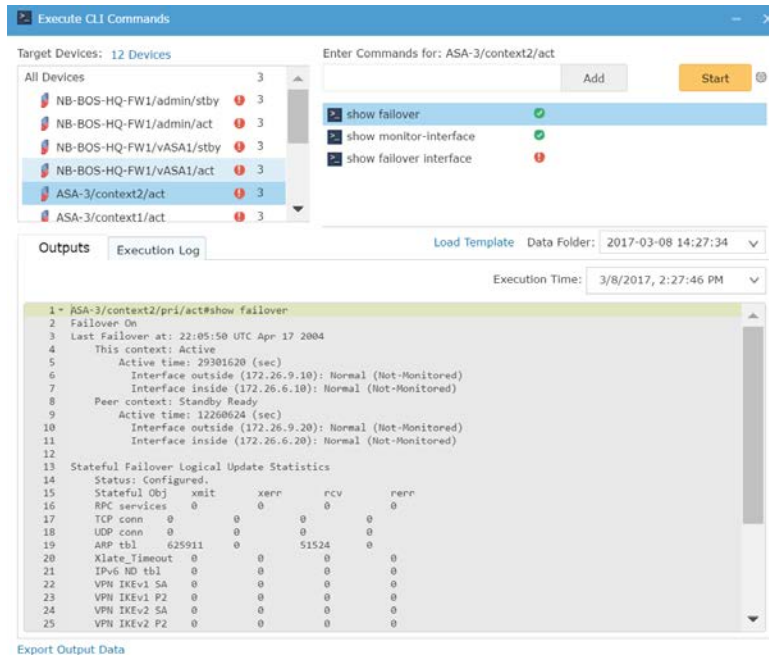 Execute CLI Commands
Target Devices: 12 Devices
Enter Commands for: ASA-3/context2/act
All Devices 3
NB-BOS-HQ-FW1/admin/stby 3
NB-BOS-HQ-FW1/admin/act 3
NB-BOS-HQ-FW1/vASA1/stby 3
NB-BOS-HQ-FW1/vASA1/act 3
ASA-3/context2/act 3
ASA-3/context1/act 3
Add
Start
show failover
show monitor-interface
show failover interface
Outputs
Execution Log
Load Template Data Folder: 2017-03-08 14:27:34
Execution Time: 3/8/2017, 2:27:46 PM
1 ASA-3/context2/pri/act#show failover
2 Failover On
3 Last Failover at: 22:05:50 UTC Apr 17 2004
4 This context: Active
5 Active time: 29301620 (sec)
6 Interface outside (172.26.9.10): Normal (Not-Monitored)
7 Interface inside (172.26.6.10): Normal (Not-Monitored)
8 Peer context: Standby Ready
9 Active time: 12260624 (sec)
10 Interface outside (172.26.9.20): Normal (Not-Monitored)
11 Interface inside (172.26.6.20): Normal (Not-Monitored)
12
13 Stateful Failover Logical Update Statistics
14 Status: Configured.
15 Stateful Obj xmit xerr rcv rerr
16 RPC services 0 0 0 0
17 TCP conn 0 0 0 0
18 UDP conn 0 0 0 0
19 ARP tbl 625911 0 51524 0
20 Xlate_Timeout 0 0 0 0
21 IPv6 ND tbl 0 0 0 0
22 VPN IKEv1 SA 0 0 0 0
23 VPN IKEv1 P2 0 0 0 0
24 VPN IKEv2 SA 0 0 0 0
25 VPN IKEv2 P2 0 0 0 0
Export Output Data